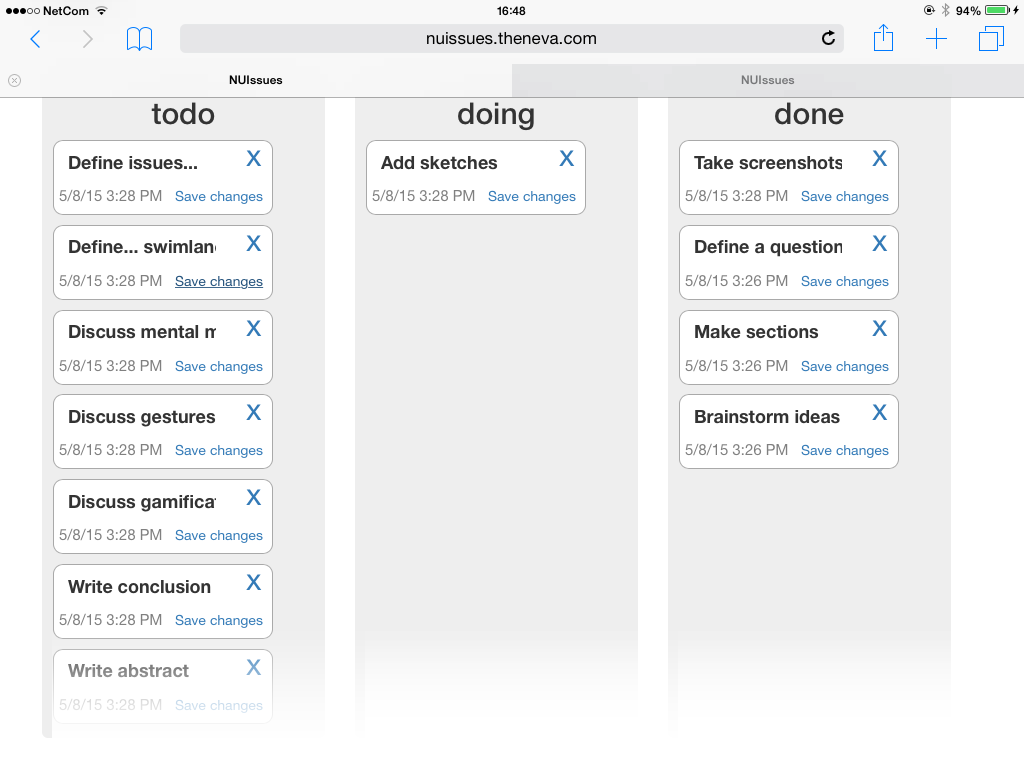 NetCom 16:48 94%
nuissues.theneva.com
NUIssues NUIssues
todo
Define issues... X
5/8/15 3:28 PM Save changes
Define... swimlan X
5/8/15 3:28 PM Save changes
Discuss mental m X
5/8/15 3:28 PM Save changes
Discuss gestures X
5/8/15 3:28 PM Save changes
Discuss gamificat X
5/8/15 3:28 PM Save changes
Write conclusion X
5/8/15 3:28 PM Save changes
Write abstract X
5/8/15 3:28 PM Save changes
doing
Add sketches X
5/8/15 3:28 PM Save changes
done
Take screenshots X
5/8/15 3:28 PM Save changes
Define a question X
5/8/15 3:26 PM Save changes
Make sections X
5/8/15 3:26 PM Save changes
Brainstorm ideas X
5/8/15 3:26 PM Save changes